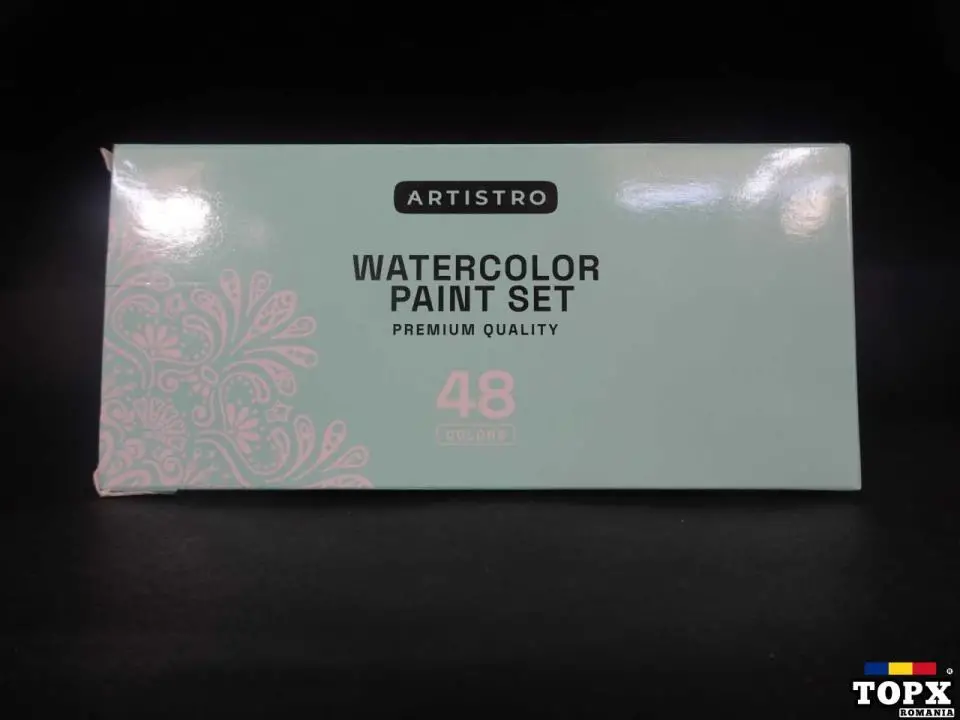 ARTISTRO
WATERCOLOR
PAINT SET
PREMIUM QUALITY
48
COLORS
TOPX
ROMANIA